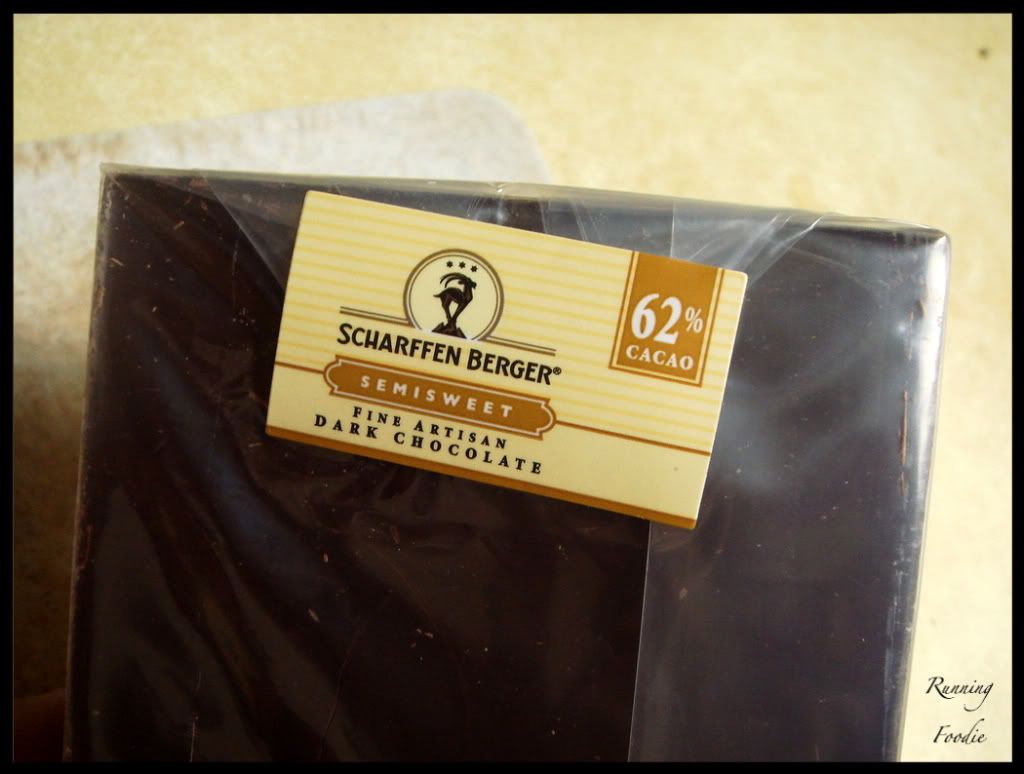 SCHARFFEN BERGER®
SEMISWEET
FINE ARTISAN
DARK CHOCOLATE
62%
CACAO
Running
Foodie